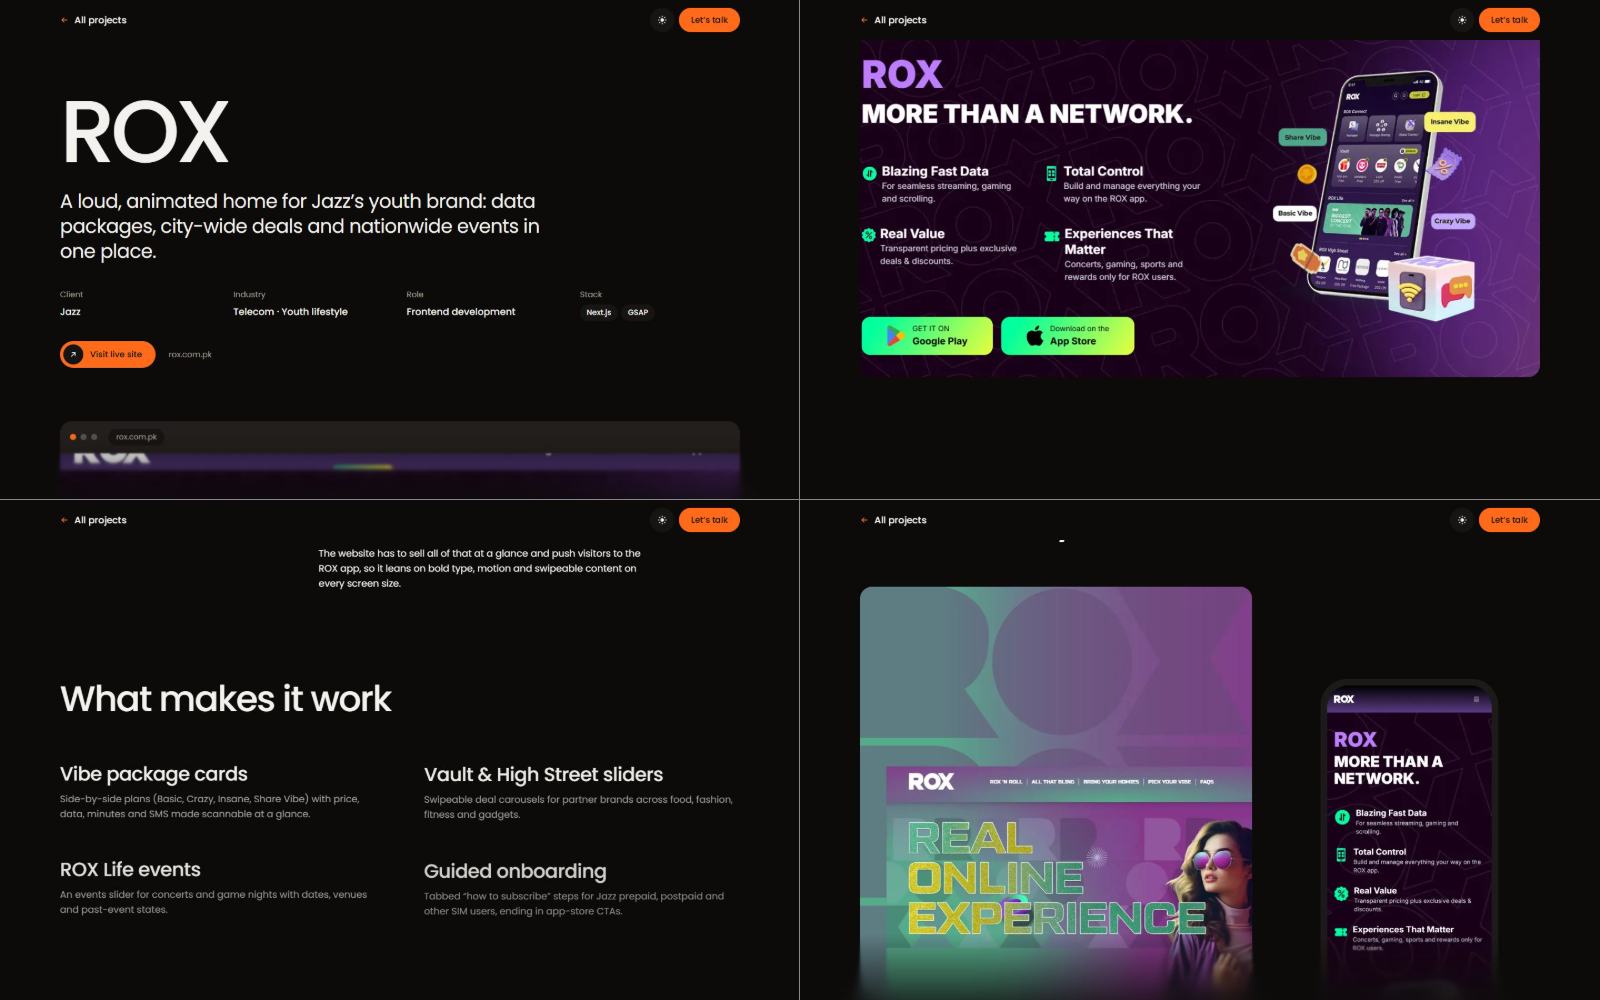 ← All projects
Let's talk
ROX
A loud, animated home for Jazz’s youth brand: data
packages, city-wide deals and nationwide events in
one place.
Client
Jazz
Industry
Telecom · Youth lifestyle
Role
Frontend development
Stack
Next.js
GSAP
Visit live site
rox.com.pk
rox.com.pk
← All projects
Let's talk
ROX
MORE THAN A NETWORK.
Blazing Fast Data
For seamless streaming, gaming
and scrolling.
Total Control
Build and manage everything your
way on the ROX app.
Real Value
Transparent pricing plus exclusive
deals & discounts.
Experiences That
Matter
Concerts, gaming, sports and
rewards only for ROX users.
GET IT ON
Google Play
Download on the
App Store
ROX
Share Vibe
Insane Vibe
Basic Vibe
Crazy Vibe
← All projects
Let's talk
The website has to sell all of that at a glance and push visitors to the
ROX app, so it leans on bold type, motion and swipeable content on
every screen size.
What makes it work
Vibe package cards
Side-by-side plans (Basic, Crazy, Insane, Share Vibe) with price,
data, minutes and SMS made scannable at a glance.
Vault & High Street sliders
Swipeable deal carousels for partner brands across food, fashion,
fitness and gadgets.
ROX Life events
An events slider for concerts and game nights with dates, venues
and past-event states.
Guided onboarding
Tabbed “how to subscribe” steps for Jazz prepaid, postpaid and
other SIM users, ending in app-store CTAs.
← All projects
Let's talk
ROX
ROX 'N ROLL | ALL THAT BLING | BRING YOUR HOMIES | PICK YOUR VIBE | FAQS
REAL
ONLINE
EXPERIENCE
ROX
ROX
MORE THAN A
NETWORK.
Blazing Fast Data
For seamless streaming, gaming and
scrolling.
Total Control
Build and manage everything your way on the
ROX app.
Real Value
Transparent pricing plus exclusive deals &
discounts.
Experiences That Matter
Concerts, gaming, sports and rewards only for
ROX users.